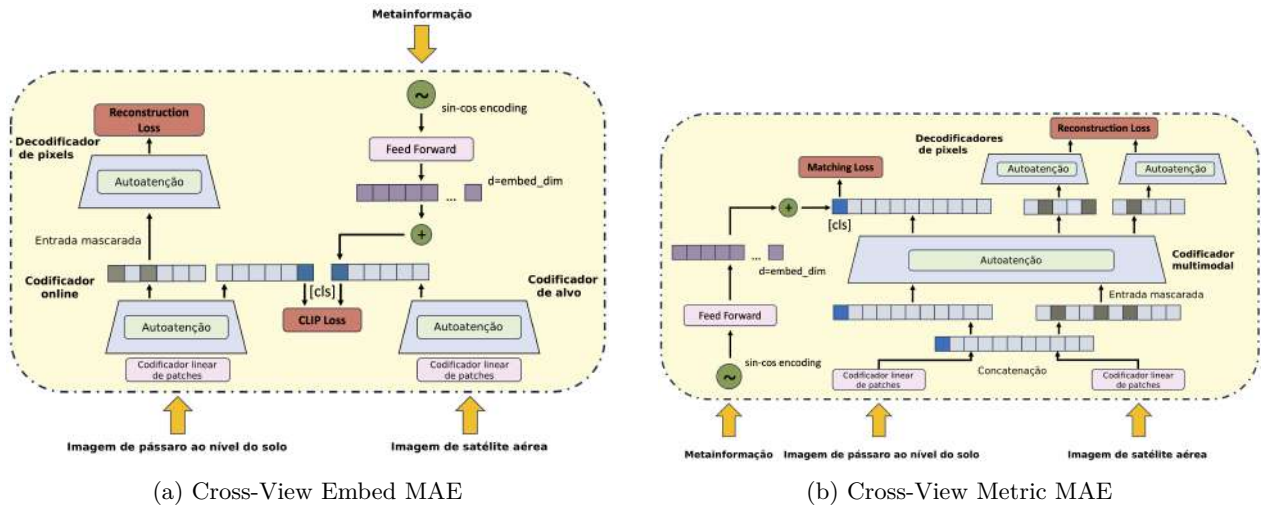 Metainformação
sin-cos encoding
Reconstruction
Loss
Decodificador
de pixels
Feed Forward
Autoatenção
d=embed_dim
...
Entrada mascarada
Codificador
online
[cls]
Codificador
de alvo
CLIP Loss
Autoatenção
Autoatenção
Codificador linear
de patches
Codificador linear
de patches
Imagem de pássaro ao nível do solo
Imagem de satélite aérea
(a) Cross-View Embed MAE
Decodificadores
de pixels
Reconstruction Loss
Matching Loss
Autoatenção
Autoatenção
[cls]
...
d=embed_dim
Autoatenção
Codificador
multimodal
Entrada mascarada
Feed Forward
sin-cos encoding
Codificador linear
de patches
Concatenação
Codificador linear
de patches
Metainformação
Imagem de pássaro ao nível do solo
Imagem de satélite aérea
(b) Cross-View Metric MAE